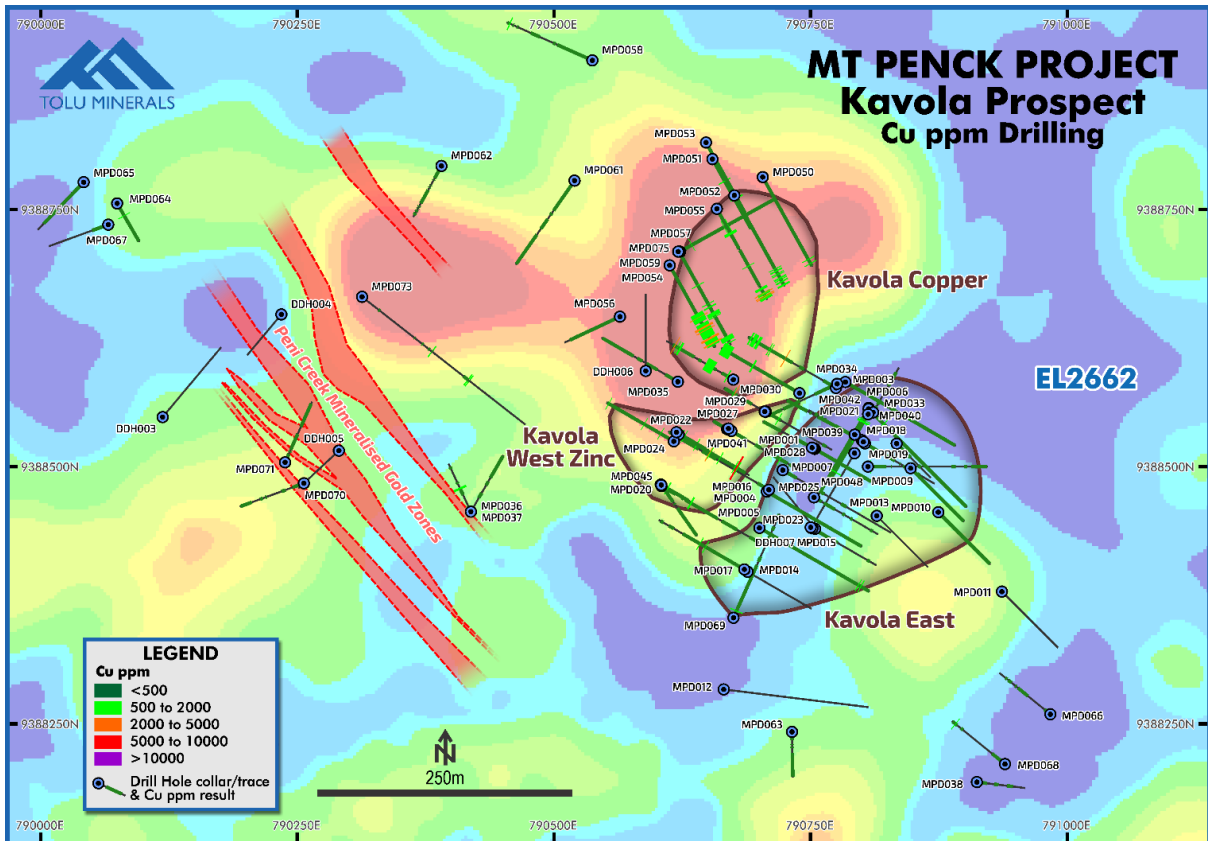 790000E
790250E
790500E
790750E
791000E
TOLU MINERALS
MT PENCK PROJECT
Kavola Prospect
Cu ppm Drilling
MPD058
MPD053
MPD051
MPD050
MPD052
MPD055
MPD062
MPD061
MPD065
MPD064
MPD067
9388750N
9388750N
MPD057
MPD075
MPD059
MPD054
Kavola Copper
MPD073
DDH004
MPD056
Peni Creek Mineralised Gold Zones
DDH006
MPD035
MPD030
MPD029
MPD034
MPD003
MPD006
MPD042
MPD033
MPD021
MPD040
EL2662
DDH003
MPD022
MPD027
MPD024
MPD041
MPD001
MPD039
MPD018
MPD028
MPD019
Kavola
West Zinc
DDH005
MPD071
MPD070
9388500N
9388500N
MPD007
MPD009
MPD045
MPD020
MPD016
MPD025
MPD048
MPD004
MPD013
MPD010
MPD005
MPD036
MPD037
MPD023
DDH007
MPD015
MPD017
MPD014
MPD011
Kavola East
MPD069
MPD012
MPD063
MPD066
MPD068
MPD038
9388250N
9388250N
LEGEND
Cu ppm
<500
500 to 2000
2000 to 5000
5000 to 10000
>10000
Drill Hole collar/trace
& Cu ppm result
N
250m
790000E
790250E
790500E
790750E
791000E